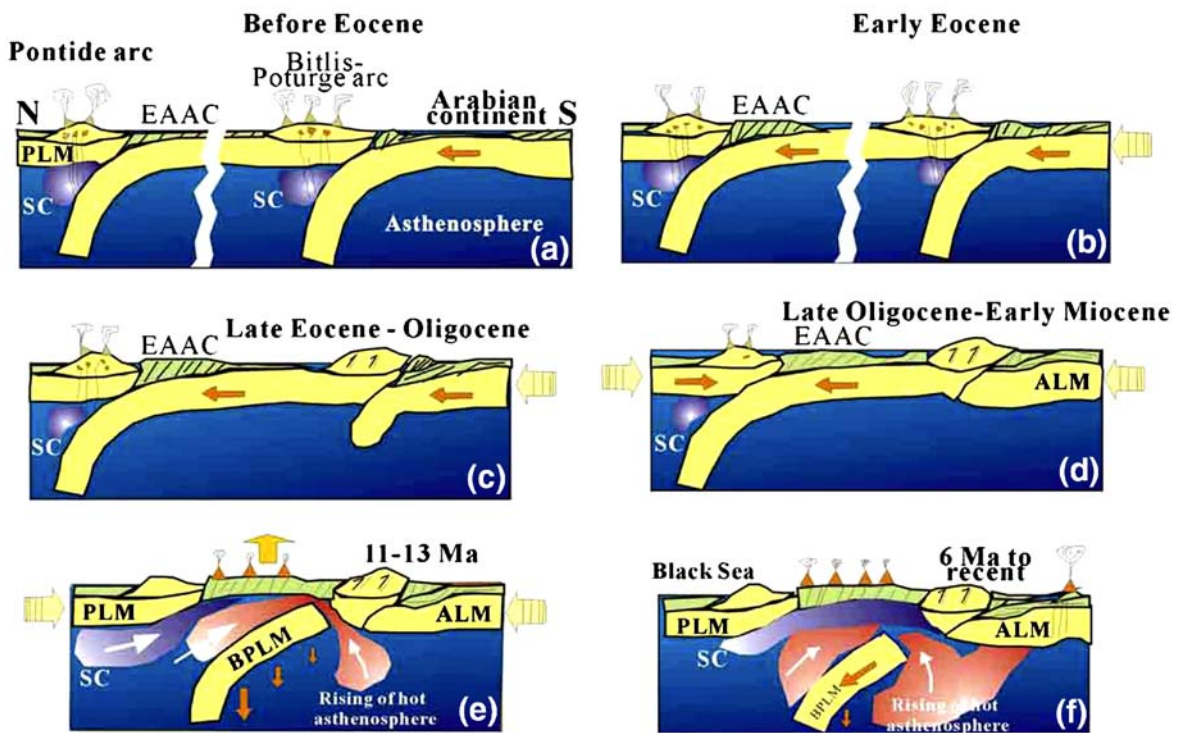 Before Eocene
Pontide arc
Bitlis-
Poturge arc
N
EAAC
Arabian
continent S
PLM
SC
SC
Asthenosphere
(a)
Early Eocene
EAAC
SC
(b)
Late Eocene - Oligocene
EAAC
SC
(c)
Late Oligocene-Early Miocene
EAAC
ALM
SC
(d)
11-13 Ma
PLM
ALM
BPLM
SC
Rising of hot
asthenosphere
(e)
Black Sea
6 Ma to
recent
PLM
ALM
SC
BPLM
Rising of hot
asthenosphere
(f)